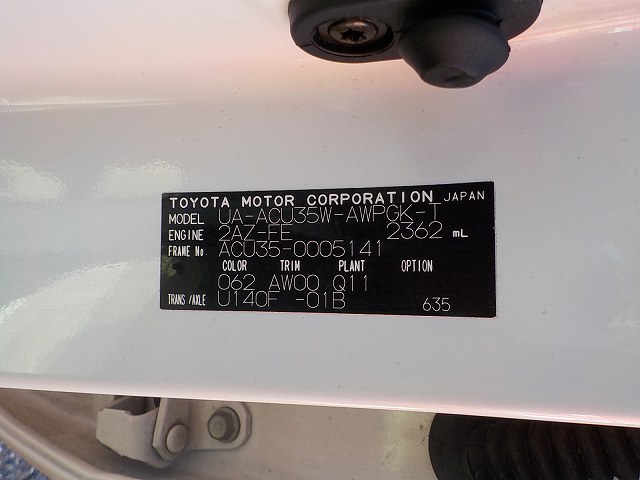 TOYOTA MOTOR CORPORATION JAPAN
MODEL UA-ACU35W-AWPGK-T
ENGINE 2AZ-FE 2362 mL
FRAME No. ACU35-0005141
COLOR TRIM PLANT OPTION
062 AW00 Q11
TRANS/AXLE U140F -01B 635